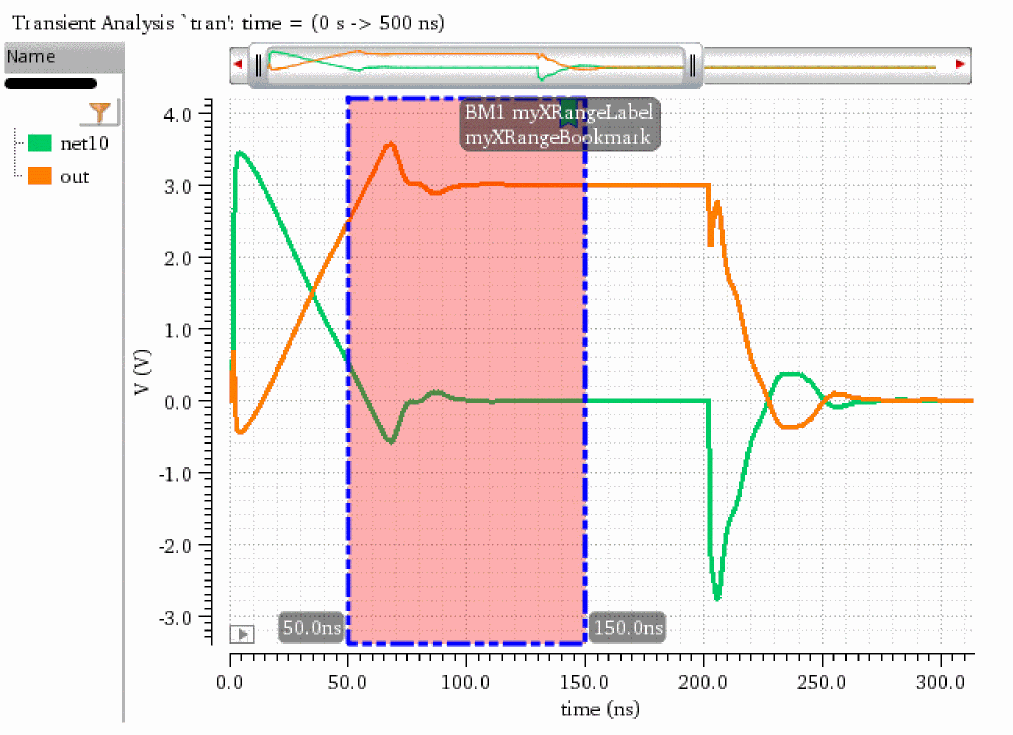 Transient Analysis `tran': time = (0 s -> 500 ns)
Name
net10
out
BM1 myXRangeLabel
myXRangeBookmark
4.0
3.0
2.0
1.0
0.0
-1.0
-2.0
-3.0
V (V)
50.0ns
150.0ns
0.0 50.0 100.0 150.0 200.0 250.0 300.0
time (ns)